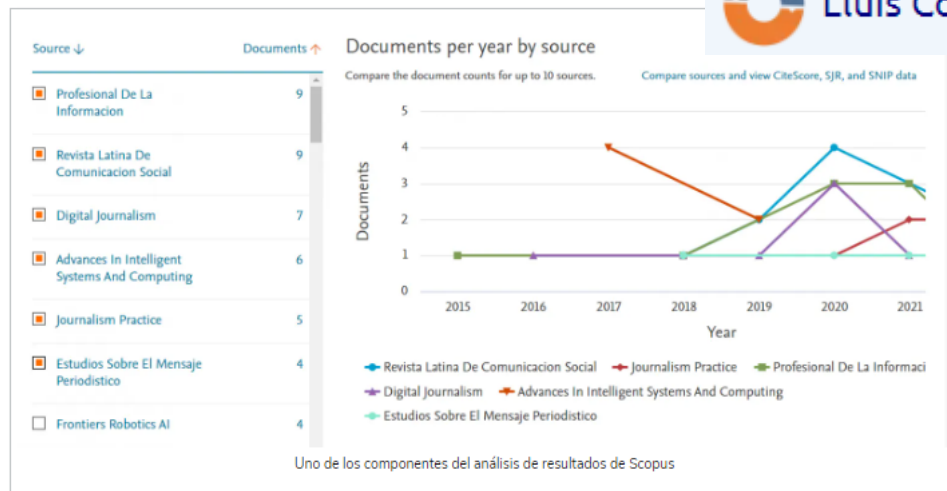 Lluís Co
Source ↓ Documents ↑
Profesional De La
Informacion
9
Revista Latina De
Comunicacion Social
9
Digital Journalism 7
Advances In Intelligent
Systems And Computing
6
Journalism Practice 5
Estudios Sobre El Mensaje
Periodistico
4
Frontiers Robotics AI 4
Documents per year by source
Compare the document counts for up to 10 sources. Compare sources and view CiteScore, SJR, and SNIP data
Documents
5
4
3
2
1
0
2015 2016 2017 2018 2019 2020 2021
Year
Revista Latina De Comunicacion Social Journalism Practice Profesional De La Informaci
Digital Journalism Advances In Intelligent Systems And Computing
Estudios Sobre El Mensaje Periodistico
Uno de los componentes del análisis de resultados de Scopus